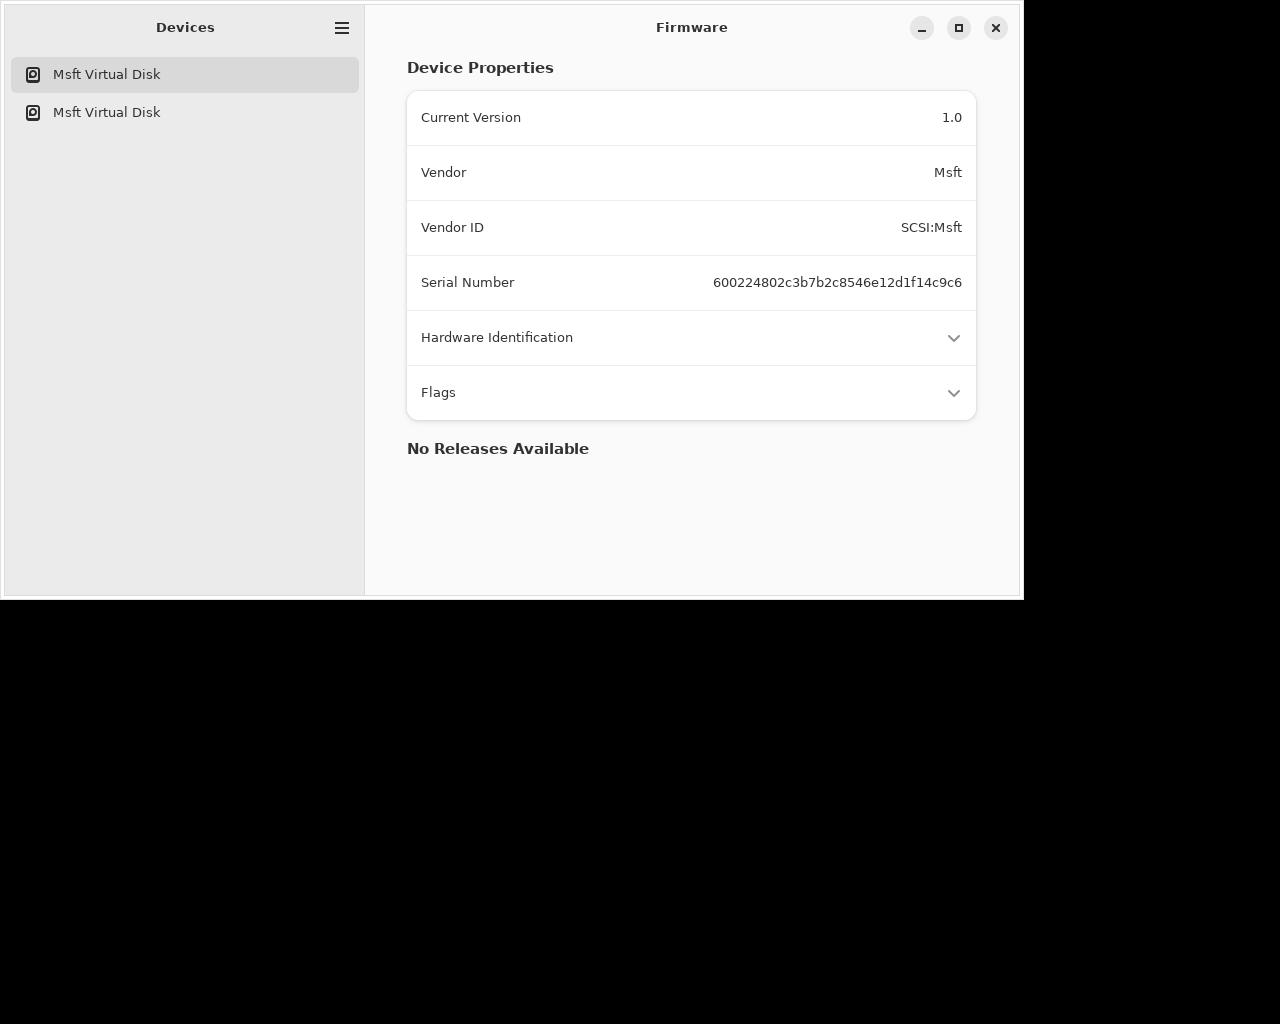 Devices
Msft Virtual Disk
Msft Virtual Disk
Firmware
Device Properties
Current Version 1.0
Vendor Msft
Vendor ID SCSI:Msft
Serial Number 600224802c3b7b2c8546e12d1f14c9c6
Hardware Identification
Flags
No Releases Available